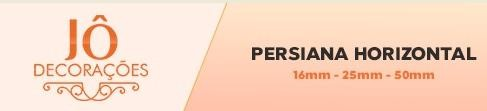 JÔ
DECORAÇÕES
PERSIANA HORIZONTAL
16mm - 25mm - 50mm